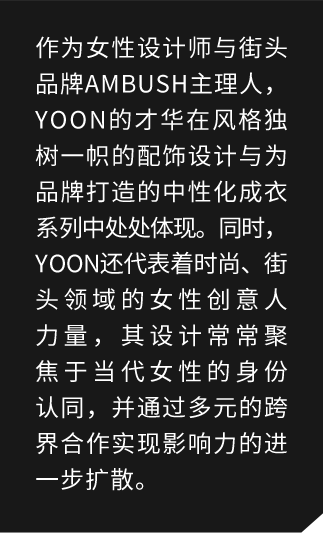 作为女性设计师与街头
品牌AMBUSH主理人，
YOON的才华在风格独
树一帜的配饰设计与为
品牌打造的中性化成衣
系列中处处体现。同时，
YOON还代表着时尚、街
头领域的女性创意人
力量，其设计常常聚
焦于当代女性的身份
认同，并通过多元的跨
界合作实现影响力的进
一步扩散。